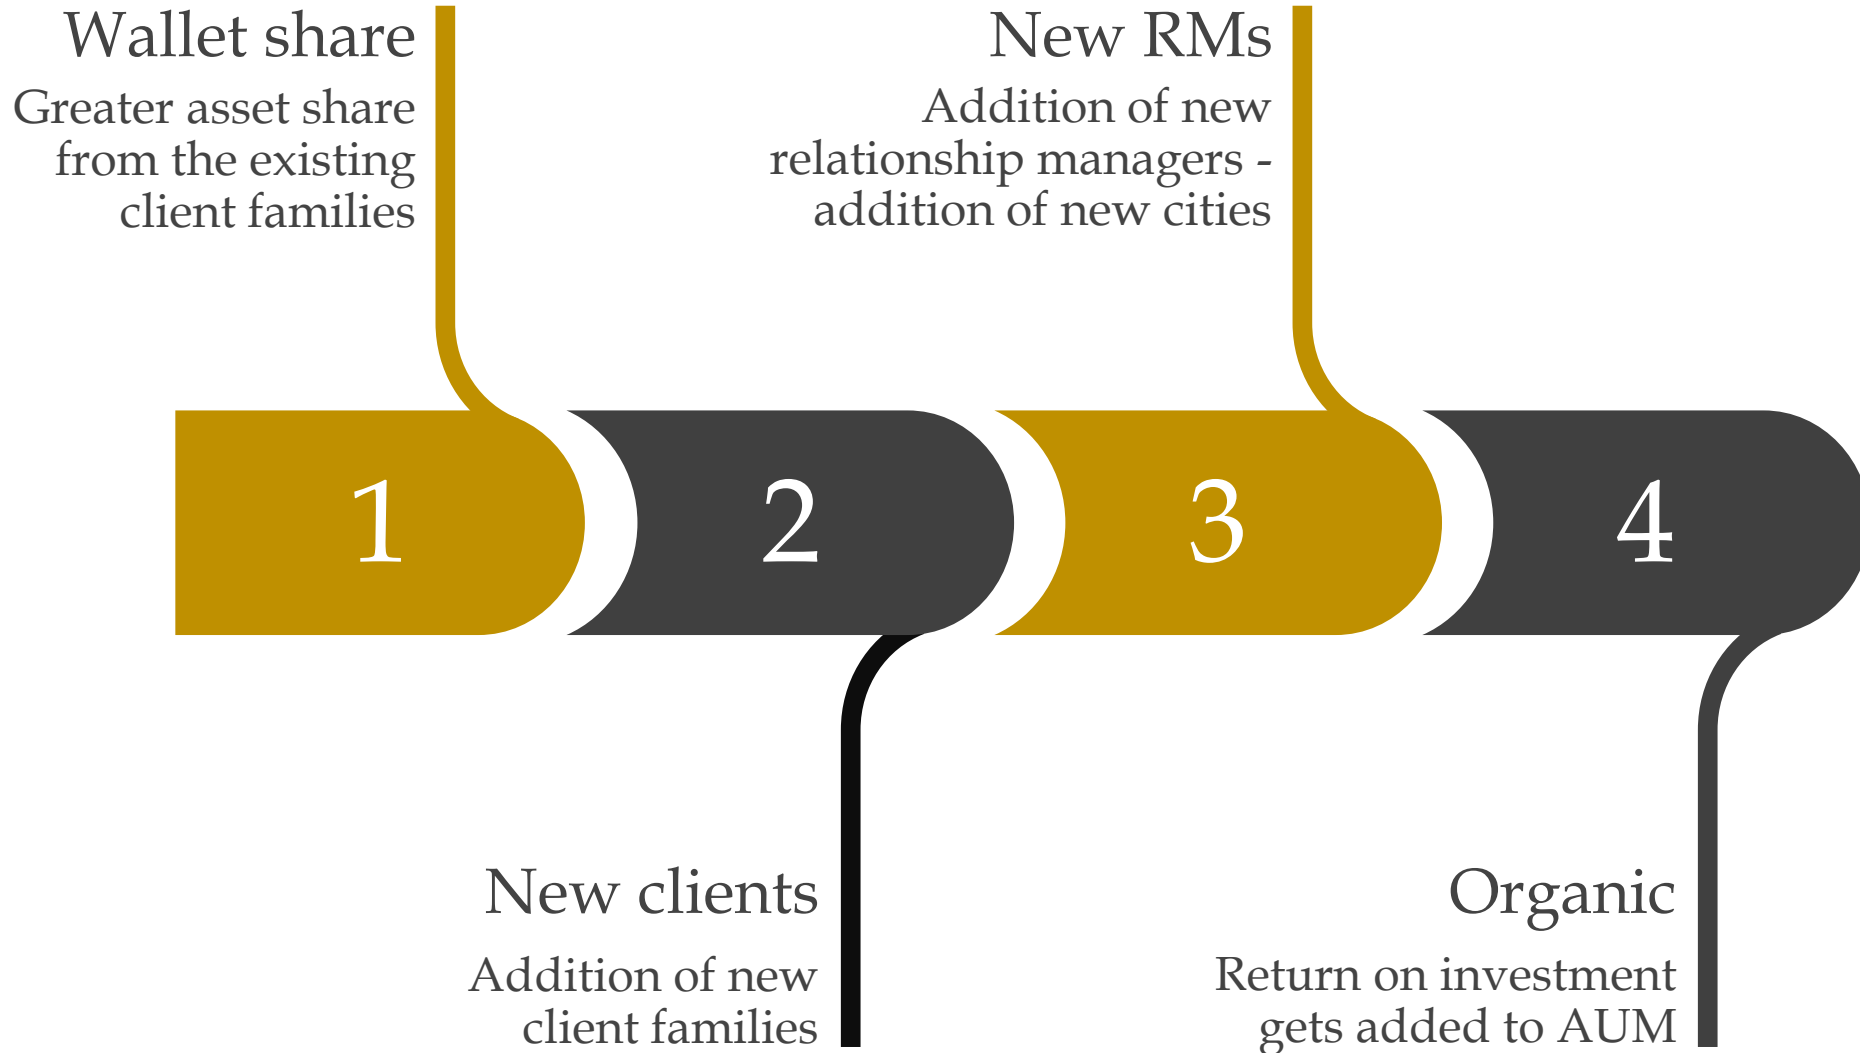 Wallet share
Greater asset share
from the existing
client families
New RMs
Addition of new
relationship managers -
addition of new cities
1
2
3
4
New clients
Addition of new
client families
Organic
Return on investment
gets added to AUM